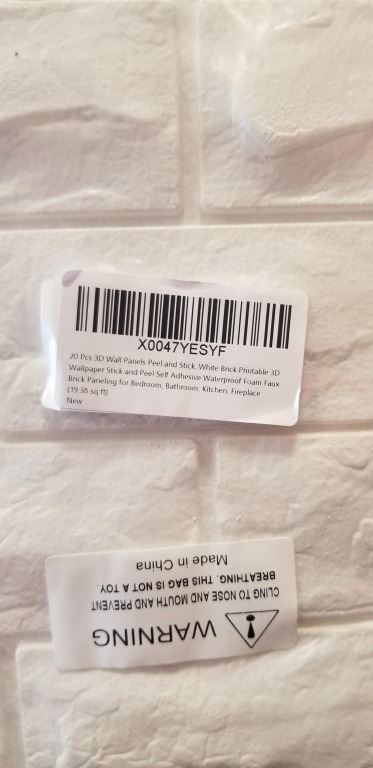 X0047YESYF
20 Pcs 3D Wall Panels Peel and Stick, White Brick Printable 3D
Wallpaper Stick and Peel Self Adhesive Waterproof Foam Faux
Brick Paneling for Bedroom, Bathroom, Kitchen, Fireplace
(19.38 sq.ft)
New
WARNING
CLING TO NOSE AND MOUTH AND PREVENT
BREATHING. THIS BAG IS NOT A TOY.
Made in China